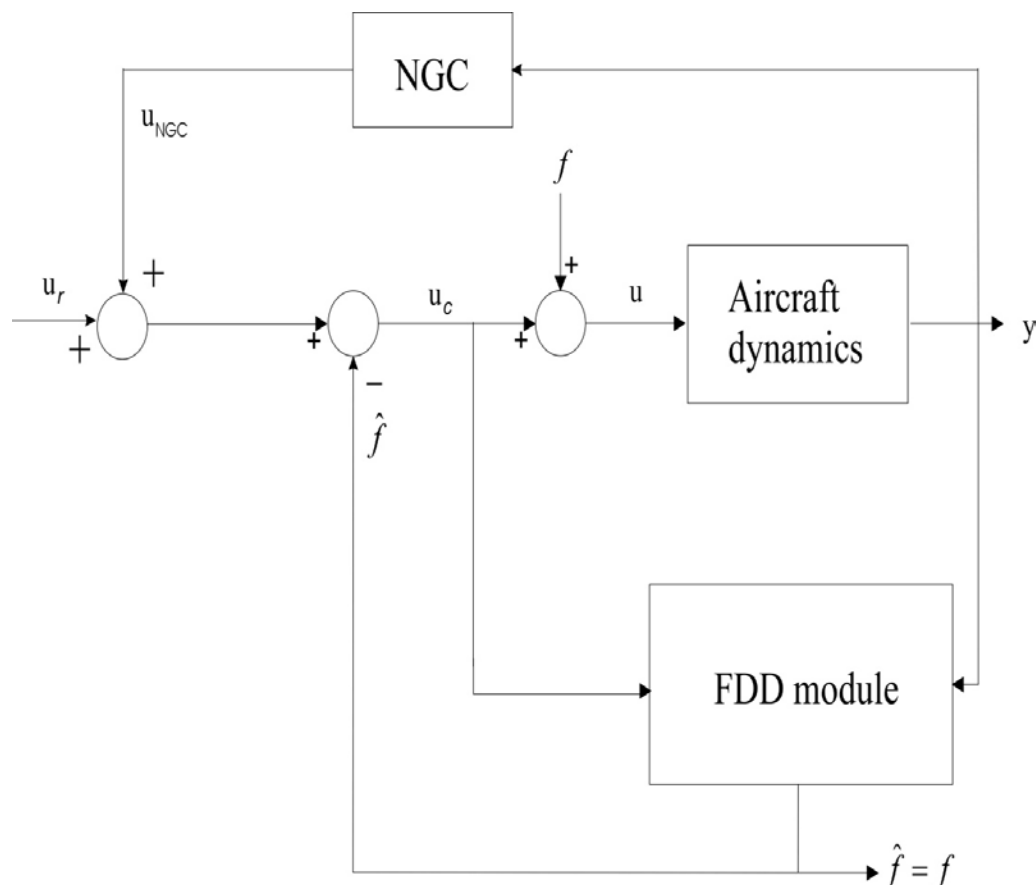 NGC
u_NGC
f
+
+
u_r
+
+
u_c
+
u
Aircraft
dynamics
y
−
f̂
FDD module
f̂ = f